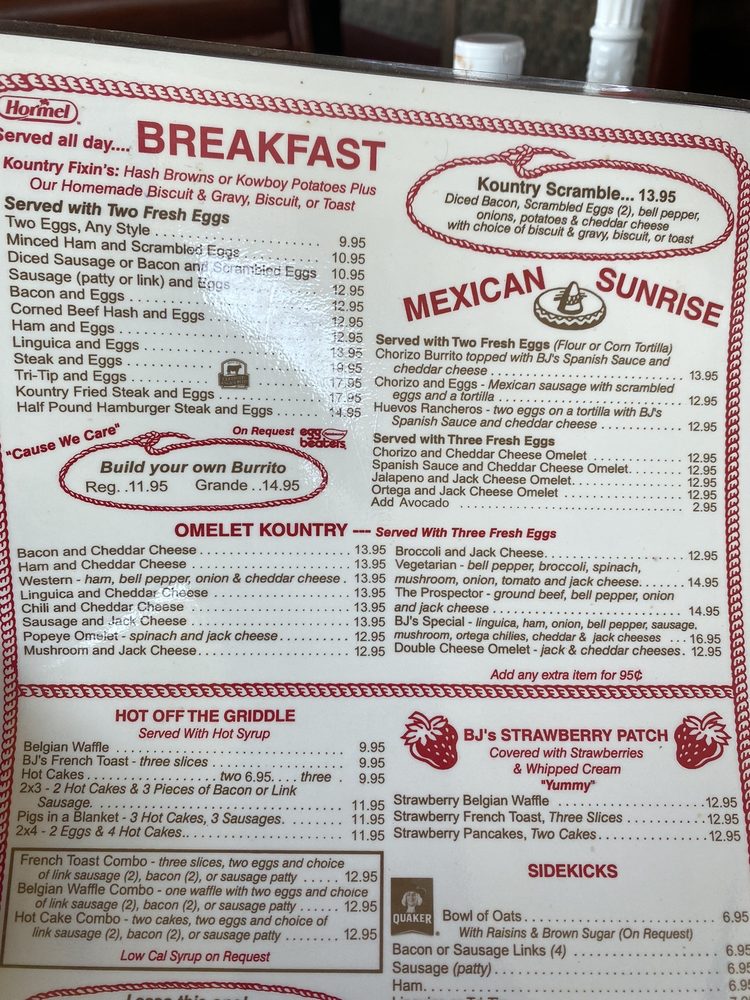 Hormel
Served all day.... BREAKFAST
Kountry Fixin's: Hash Browns or Kowboy Potatoes Plus
Our Homemade Biscuit & Gravy, Biscuit, or Toast
Served with Two Fresh Eggs
Two Eggs, Any Style . . . 9.95
Minced Ham and Scrambled Eggs . . . 10.95
Diced Sausage or Bacon and Scrambled Eggs 10.95
Sausage (patty or link) and Eggs . . . 12.95
Bacon and Eggs . . . 12.95
Corned Beef Hash and Eggs . . . 12.95
Ham and Eggs . . . 12.95
Linguica and Eggs . . . 13.95
Steak and Eggs . . . 19.95
Tri-Tip and Eggs . . . 17.95
Kountry Fried Steak and Eggs . . . 17.95
Half Pound Hamburger Steak and Eggs . . . 14.95
"Cause We Care"
On Request egg beaters
Build your own Burrito
Reg. .11.95 Grande . .14.95
Kountry Scramble... 13.95
Diced Bacon, Scrambled Eggs (2), bell pepper,
onions, potatoes & cheddar cheese
with choice of biscuit & gravy, biscuit, or toast
MEXICAN SUNRISE
Served with Two Fresh Eggs (Flour or Corn Tortilla)
Chorizo Burrito topped with BJ's Spanish Sauce and
cheddar cheese . . . 13.95
Chorizo and Eggs - Mexican sausage with scrambled
eggs and a tortilla . . . 12.95
Huevos Rancheros - two eggs on a tortilla with BJ's
Spanish Sauce and cheddar cheese . . . 12.95
Served with Three Fresh Eggs
Chorizo and Cheddar Cheese Omelet . . . 12.95
Spanish Sauce and Cheddar Cheese Omelet. . . 12.95
Jalapeno and Jack Cheese Omelet . . . 12.95
Ortega and Jack Cheese Omelet . . . 12.95
Add Avocado . . . 2.95
OMELET KOUNTRY --- Served With Three Fresh Eggs
Bacon and Cheddar Cheese . . . 13.95
Ham and Cheddar Cheese . . . 13.95
Western - ham, bell pepper, onion & cheddar cheese . 13.95
Linguica and Cheddar Cheese . . . 13.95
Chili and Cheddar Cheese . . . 13.95
Sausage and Jack Cheese . . . 13.95
Popeye Omelet - spinach and jack cheese . . . 12.95
Mushroom and Jack Cheese . . . 12.95
Broccoli and Jack Cheese . . . 12.95
Vegetarian - bell pepper, broccoli, spinach,
mushroom, onion, tomato and jack cheese. . . 14.95
The Prospector - ground beef, bell pepper, onion
and jack cheese . . . 14.95
BJ's Special - linguica, ham, onion, bell pepper, sausage,
mushroom, ortega chilies, cheddar & jack cheeses . . . 16.95
Double Cheese Omelet - jack & cheddar cheeses. 12.95
Add any extra item for 95¢
HOT OFF THE GRIDDLE
Served With Hot Syrup
Belgian Waffle . . . 9.95
BJ's French Toast - three slices . . . 9.95
Hot Cakes . . . two 6.95. . . . three . 9.95
2x3 - 2 Hot Cakes & 3 Pieces of Bacon or Link
Sausage. . . 11.95
Pigs in a Blanket - 3 Hot Cakes, 3 Sausages. . . 11.95
2x4 - 2 Eggs & 4 Hot Cakes.. . . 11.95
French Toast Combo - three slices, two eggs and choice
of link sausage (2), bacon (2), or sausage patty . . . 12.95
Belgian Waffle Combo - one waffle with two eggs and choice
of link sausage (2), bacon (2), or sausage patty . . . 12.95
Hot Cake Combo - two cakes, two eggs and choice of
link sausage (2), bacon (2), or sausage patty . . . 12.95
Low Cal Syrup on Request
BJ's STRAWBERRY PATCH
Covered with Strawberries
& Whipped Cream
"Yummy"
Strawberry Belgian Waffle . . . 12.95
Strawberry French Toast, Three Slices . . . 12.95
Strawberry Pancakes, Two Cakes . . . 12.95
SIDEKICKS
QUAKER
Bowl of Oats . . . 6.95
With Raisins & Brown Sugar (On Request)
Bacon or Sausage Links (4) . . . 6.95
Sausage (patty) . . . 6.95
Ham. . . 6.9